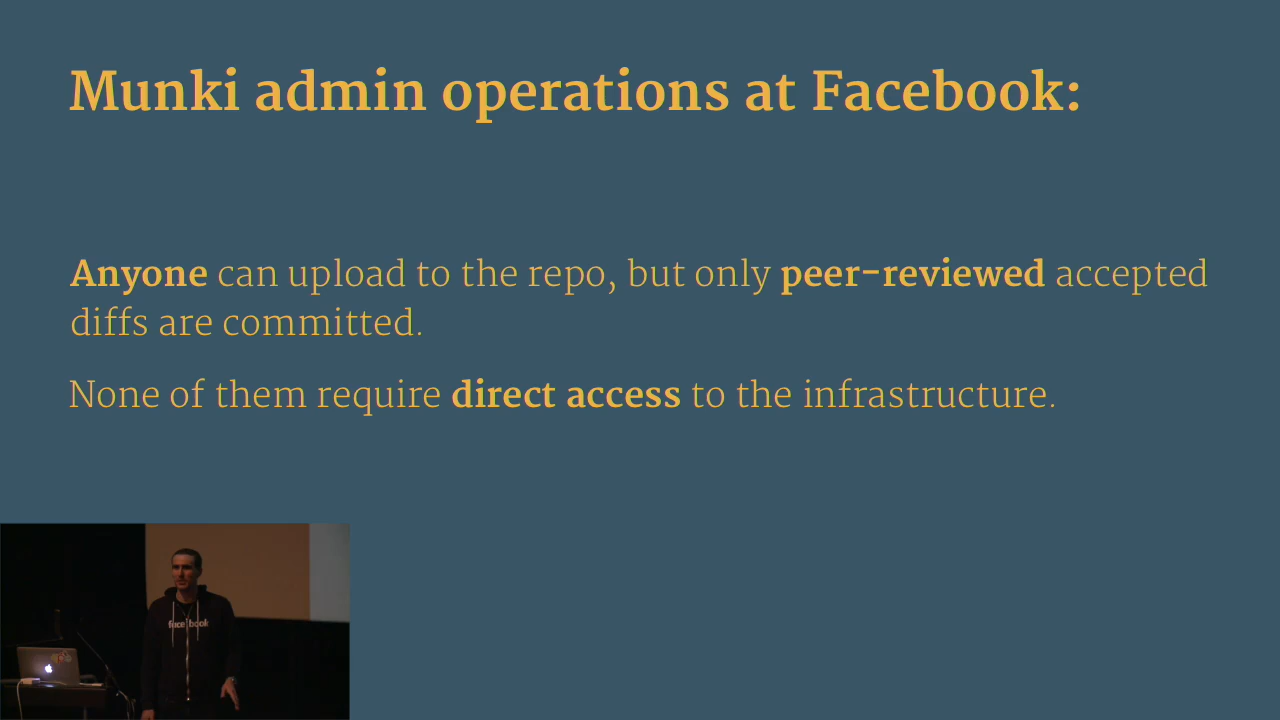 Munki admin operations at Facebook:
Anyone can upload to the repo, but only peer-reviewed accepted
diffs are committed.
None of them require direct access to the infrastructure.
facebook